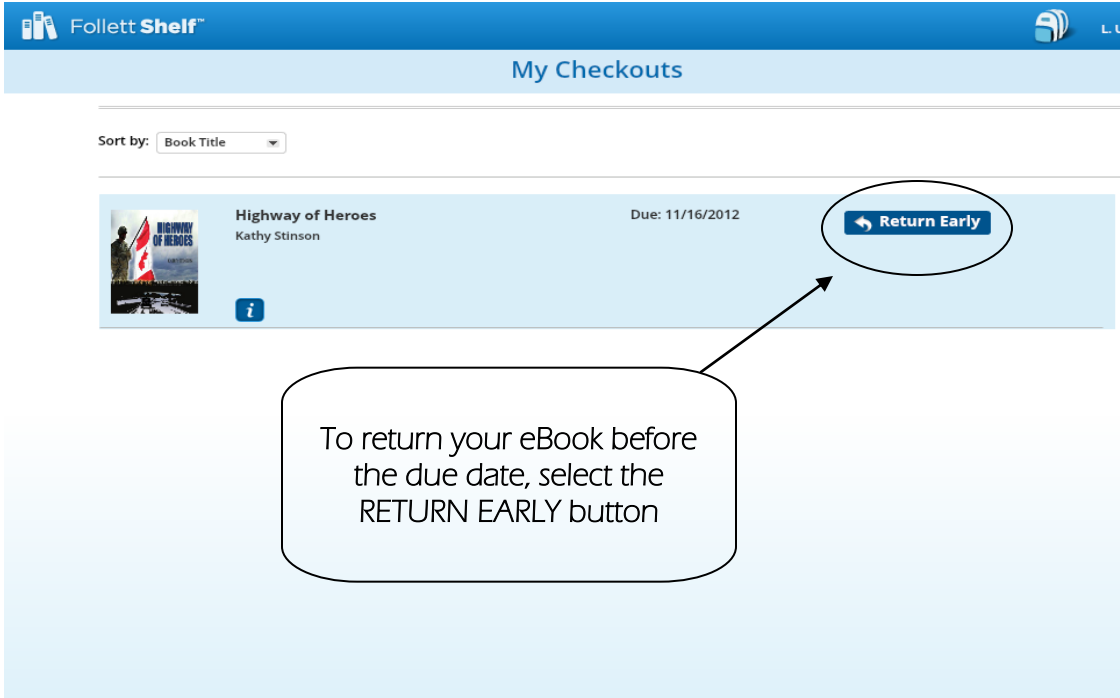 Follett Shelf™
L. U
My Checkouts
Sort by: Book Title
HIGHWAY
OF HEROES
Highway of Heroes
Kathy Stinson
Due: 11/16/2012
Return Early
i
To return your eBook before
the due date, select the
RETURN EARLY button